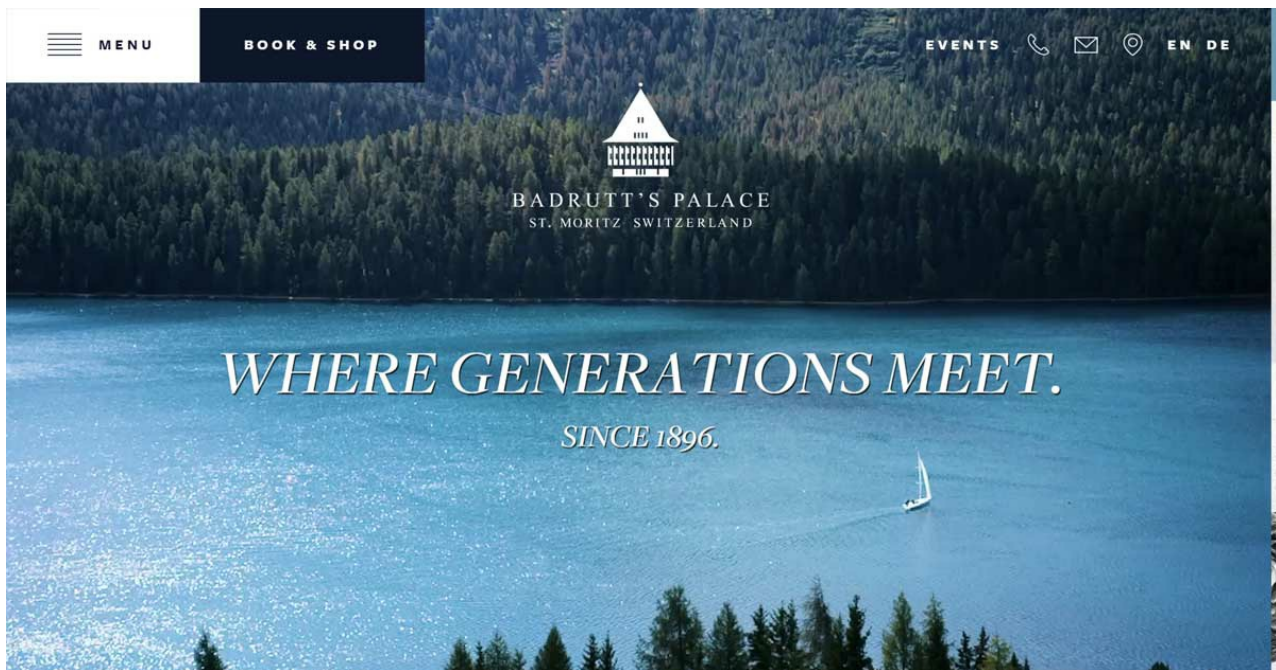 MENU
BOOK & SHOP
EVENTS
EN DE
BADRUTT'S PALACE
ST. MORITZ SWITZERLAND
WHERE GENERATIONS MEET.
SINCE 1896.